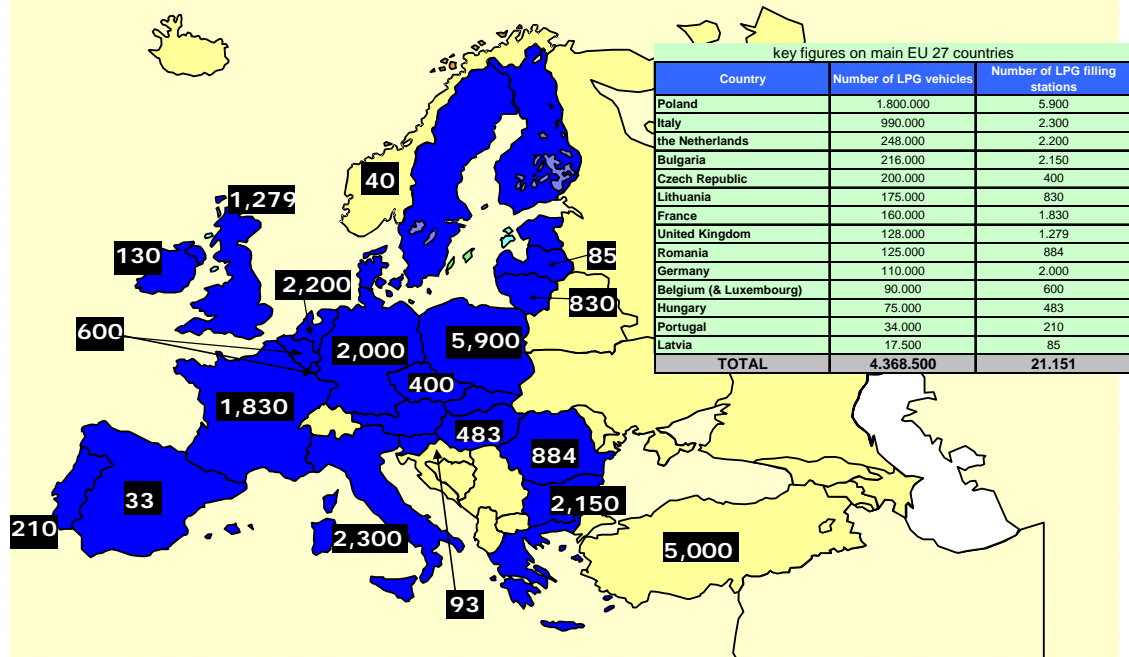 key figures on main EU 27 countries
Country Number of LPG vehicles Number of LPG filling stations
Poland 1.800.000 5.900
Italy 990.000 2.300
the Netherlands 248.000 2.200
Bulgaria 216.000 2.150
Czech Republic 200.000 400
Lithuania 175.000 830
France 160.000 1.830
United Kingdom 128.000 1.279
Romania 125.000 884
Germany 110.000 2.000
Belgium (& Luxembourg) 90.000 600
Hungary 75.000 483
Portugal 34.000 210
Latvia 17.500 85
TOTAL 4.368.500 21.151
40
1,279
130
85
2,200
830
600
2,000
5,900
400
1,830
483
884
33
2,150
210
2,300
5,000
93